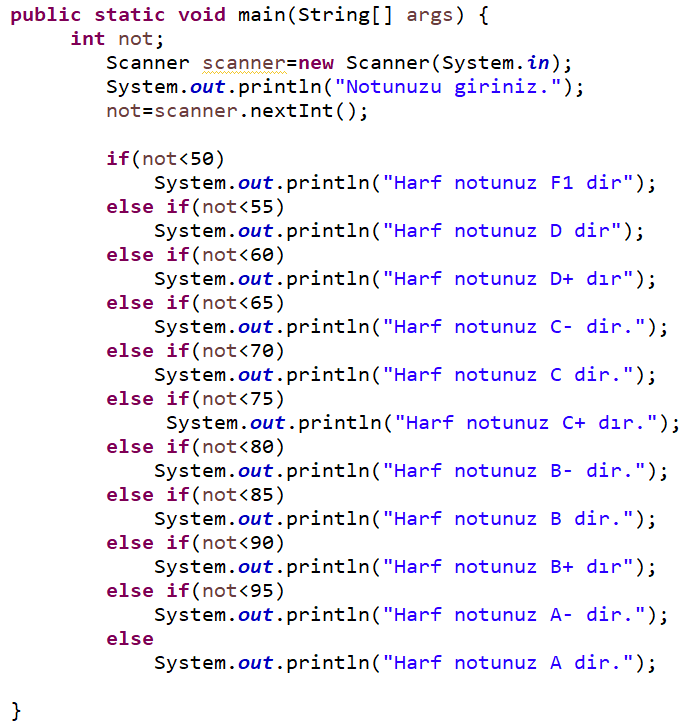 public static void main(String[] args) {
int not;
Scanner scanner=new Scanner(System.in);
System.out.println("Notunuzu giriniz.");
not=scanner.nextInt();
if(not<50)
System.out.println("Harf notunuz F1 dir");
else if(not<55)
System.out.println("Harf notunuz D dir");
else if(not<60)
System.out.println("Harf notunuz D+ dır");
else if(not<65)
System.out.println("Harf notunuz C- dir.");
else if(not<70)
System.out.println("Harf notunuz C dir.");
else if(not<75)
System.out.println("Harf notunuz C+ dır.");
else if(not<80)
System.out.println("Harf notunuz B- dir.");
else if(not<85)
System.out.println("Harf notunuz B dir.");
else if(not<90)
System.out.println("Harf notunuz B+ dır");
else if(not<95)
System.out.println("Harf notunuz A- dir.");
else
System.out.println("Harf notunuz A dir.");
}